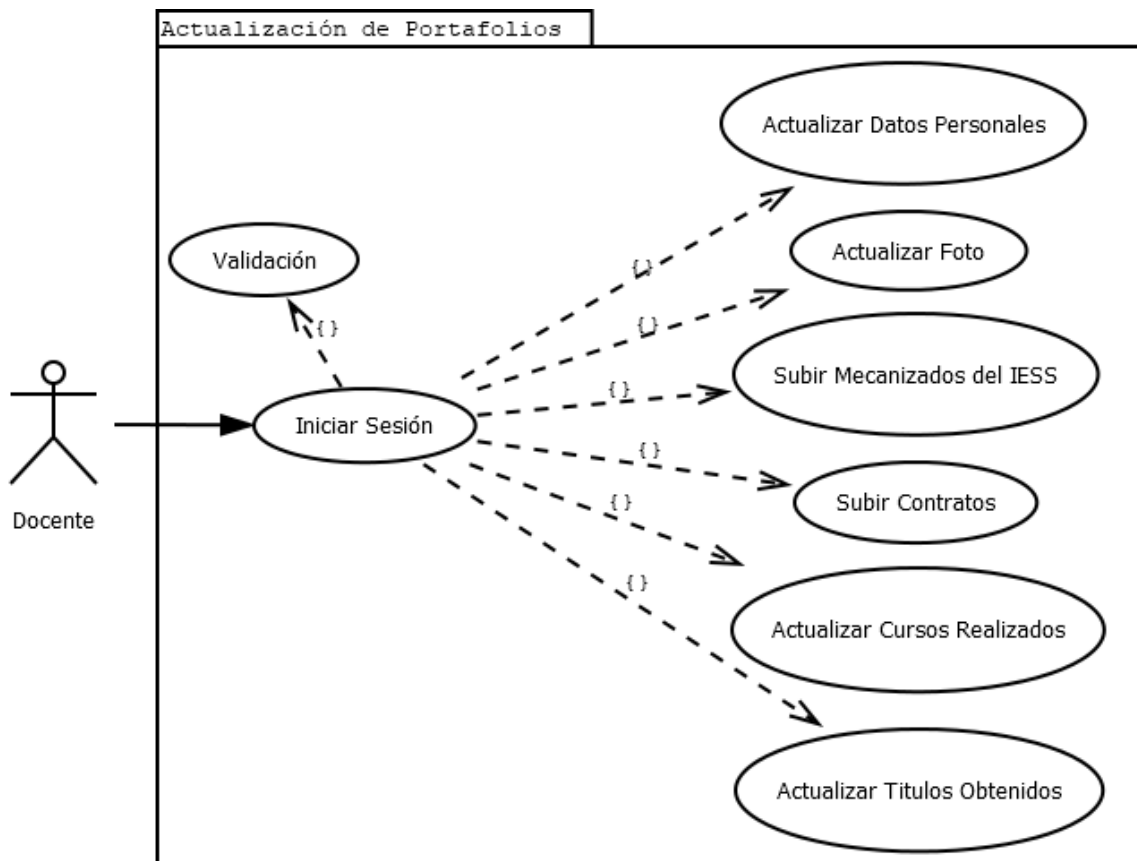 Actualización de Portafolios
Actualizar Datos Personales
Validación
Actualizar Foto
{ }
{ }
{ }
Subir Mecanizados del IESS
{ }
Iniciar Sesión
{ }
Subir Contratos
{ }
Docente
Actualizar Cursos Realizados
{ }
Actualizar Titulos Obtenidos